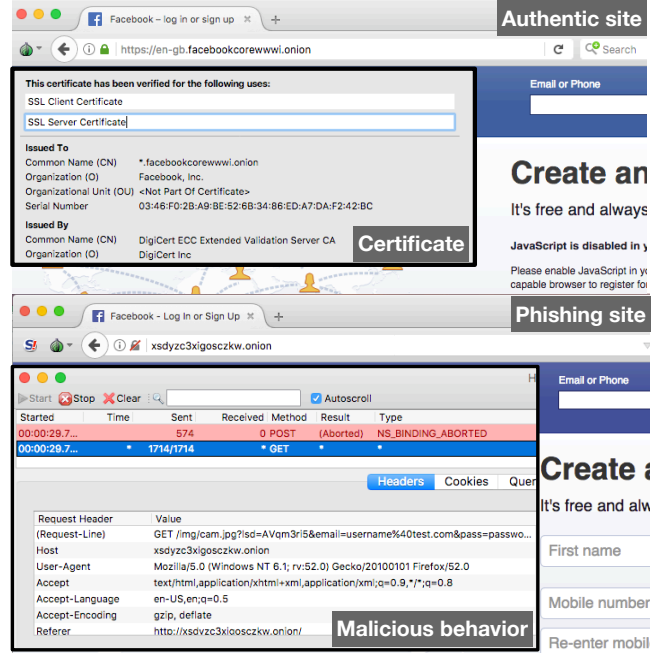 Facebook – log in or sign up
Authentic site
https://en-gb.facebookcorewwwi.onion
Search
This certificate has been verified for the following uses:
SSL Client Certificate
SSL Server Certificate
Issued To
Common Name (CN) *.facebookcorewwwi.onion
Organization (O) Facebook, Inc.
Organizational Unit (OU) <Not Part Of Certificate>
Serial Number 03:46:F0:2B:A9:BE:52:6B:34:86:ED:A7:DA:F2:42:BC
Issued By
Common Name (CN) DigiCert ECC Extended Validation Server CA
Organization (O) DigiCert Inc
Certificate
Email or Phone
Create an
It's free and always
JavaScript is disabled in y
Please enable JavaScript in yo
capable browser to register for
Facebook - Log In or Sign Up
Phishing site
S!
xsdyzc3xigosczkw.onion
H
Start Stop Clear Autoscroll
Started Time Sent Received Method Result Type
00:00:29.7... 574 0 POST (Aborted) NS_BINDING_ABORTED
00:00:29.7... * 1714/1714 * GET * *
Headers Cookies Quer
Request Header Value
(Request-Line) GET /img/cam.jpg?lsd=AVqm3ri5&email=username%40test.com&pass=passwo...
Host xsdyzc3xigosczkw.onion
User-Agent Mozilla/5.0 (Windows NT 6.1; rv:52.0) Gecko/20100101 Firefox/52.0
Accept text/html,application/xhtml+xml,application/xml;q=0.9,*/*;q=0.8
Accept-Language en-US,en;q=0.5
Accept-Encoding gzip, deflate
Referer http://xsdyzc3xigosczkw.onion/
Malicious behavior
Email or Phone
Create a
It's free and alw
First name
Mobile number
Re-enter mobil